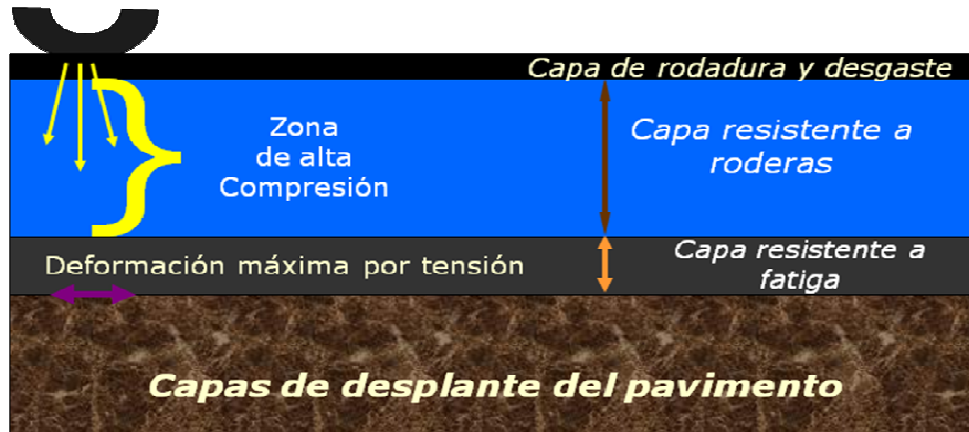 Capa de rodadura y desgaste
Zona
de alta
Compresión
Capa resistente a
roderas
Deformación máxima por tensión
Capa resistente a
fatiga
Capas de desplante del pavimento